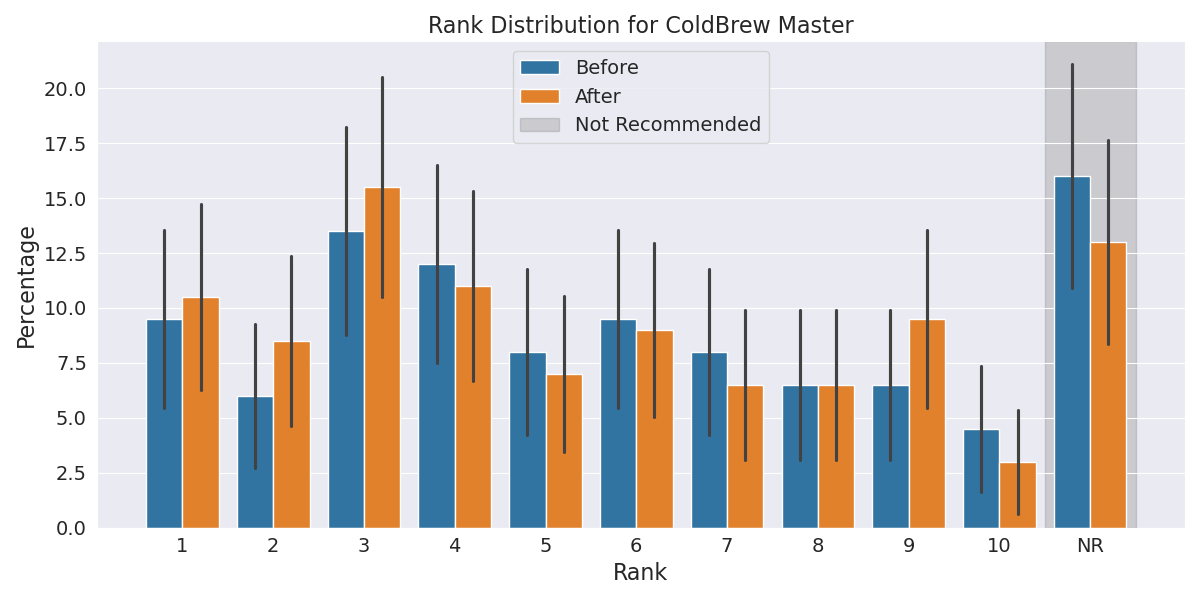 Rank Distribution for ColdBrew Master
Before
After
Not Recommended
Percentage
20.0
17.5
15.0
12.5
10.0
7.5
5.0
2.5
0.0
1 2 3 4 5 6 7 8 9 10 NR
Rank